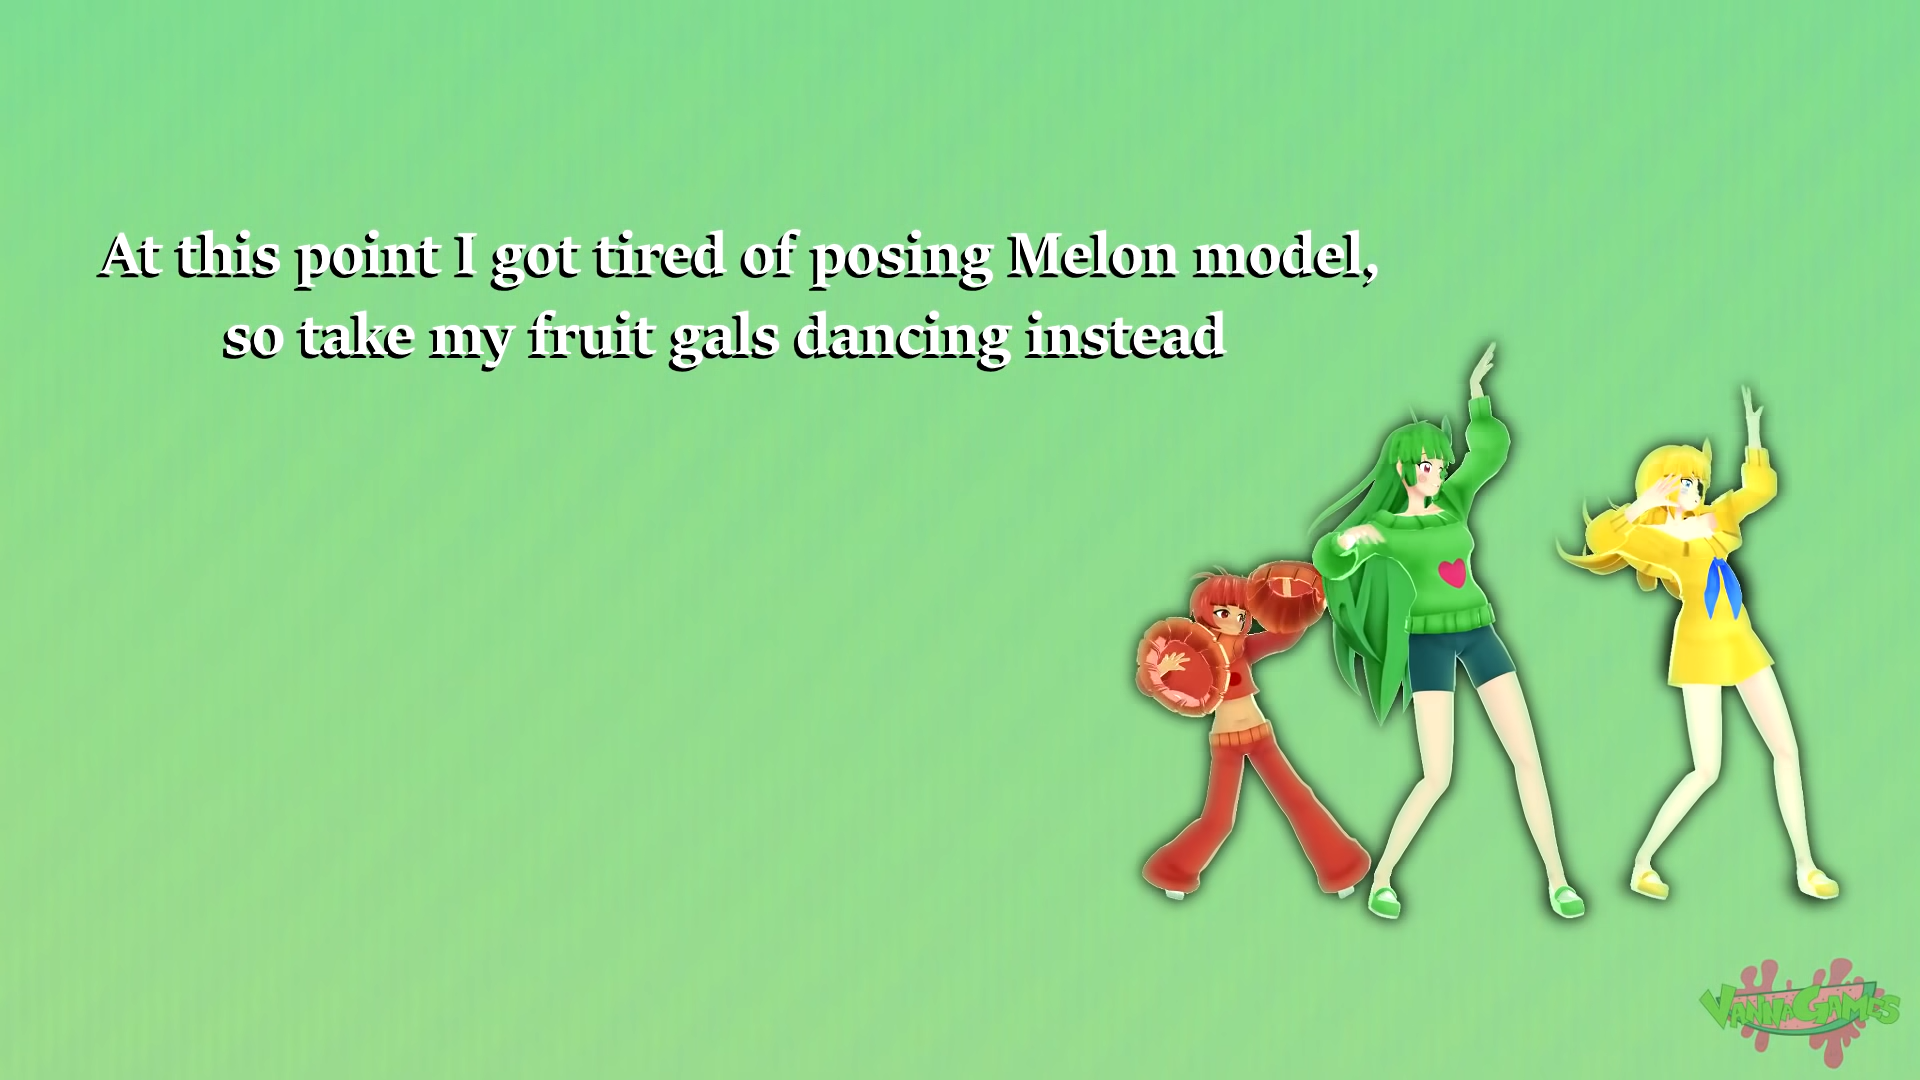 At this point I got tired of posing Melon model,
so take my fruit gals dancing instead
VANNAGAMES